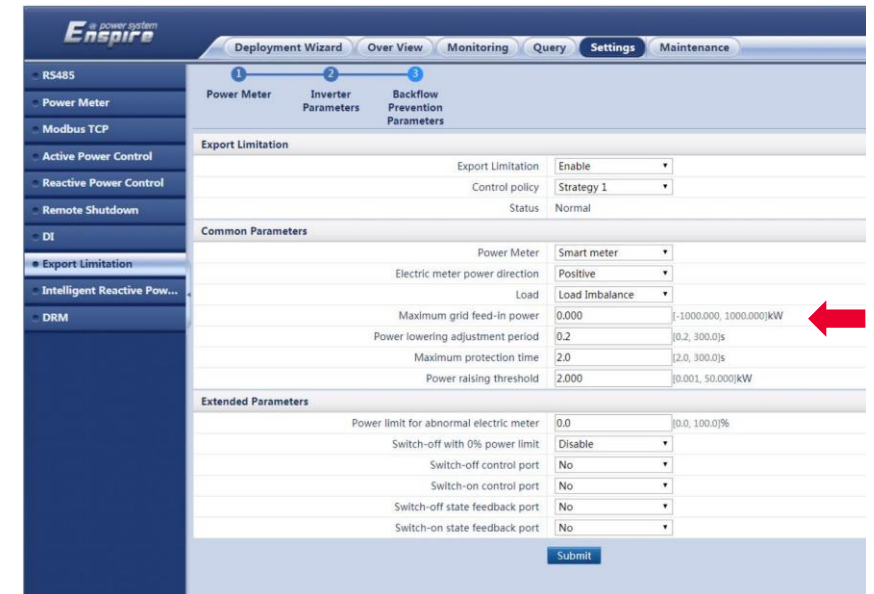 e power system
Enspire
Deployment Wizard Over View Monitoring Query Settings Maintenance
RS485
Power Meter
Modbus TCP
Active Power Control
Reactive Power Control
Remote Shutdown
DI
Export Limitation
Intelligent Reactive Pow...
DRM
1 2 3
Power Meter Inverter Parameters Backflow Prevention Parameters
Export Limitation
Export Limitation Enable
Control policy Strategy 1
Status Normal
Common Parameters
Power Meter Smart meter
Electric meter power direction Positive
Load Load Imbalance
Maximum grid feed-in power 0.000 [-1000.000, 1000.000]kW
Power lowering adjustment period 0.2 [0.2, 300.0]s
Maximum protection time 2.0 [2.0, 300.0]s
Power raising threshold 2.000 [0.001, 50.000]kW
Extended Parameters
Power limit for abnormal electric meter 0.0 [0.0, 100.0]%
Switch-off with 0% power limit Disable
Switch-off control port No
Switch-on control port No
Switch-off state feedback port No
Switch-on state feedback port No
Submit